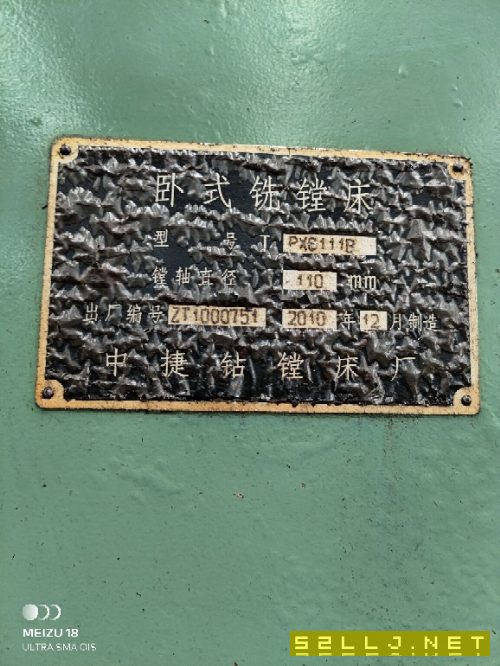 卧式铣镗床
型 号 T PX6111B
镗轴直径 110 mm
出厂编号 ZT1000751 2010 年 12 月制造
中捷钻镗床厂
MEIZU 18
ULTRA SMA OIS
52LLJ.NET